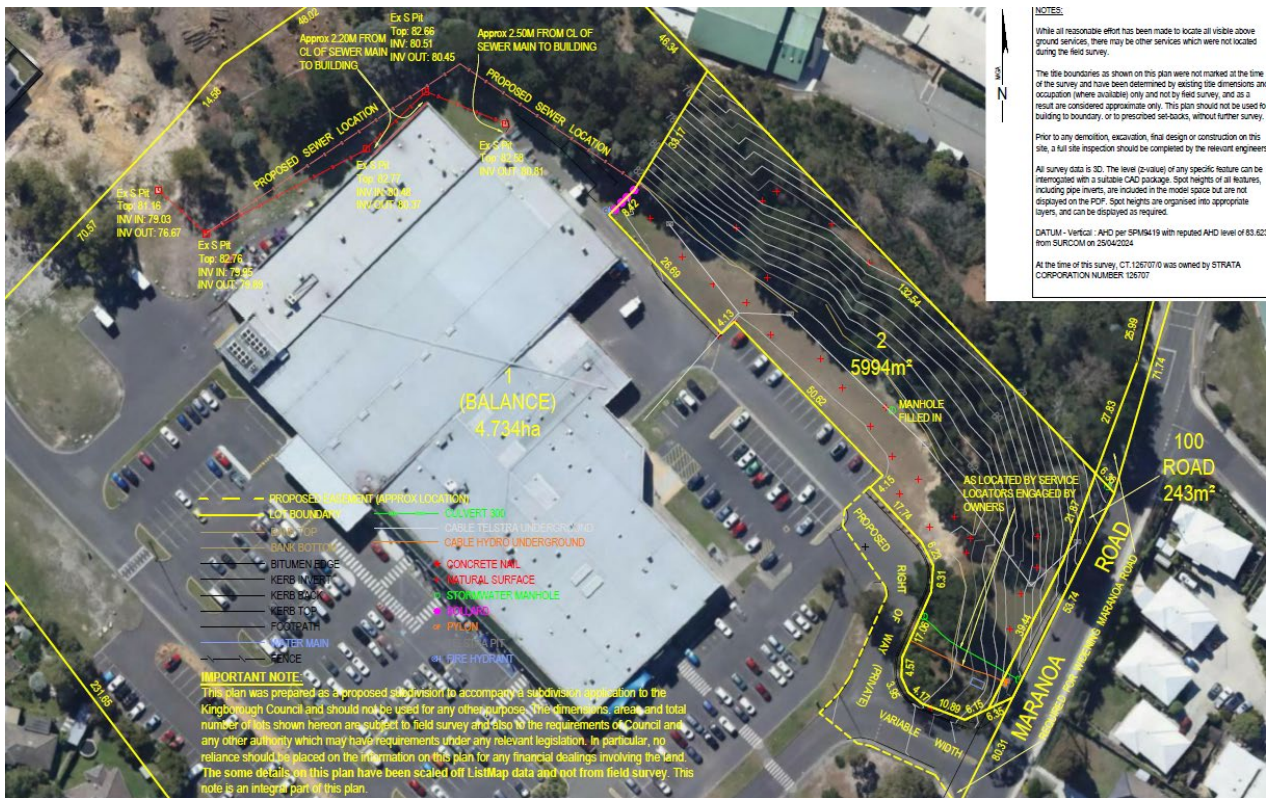 48.02
Ex S Pit
Top: 82.66
INV: 80.51
INV OUT: 80.45
Approx 2.20M FROM
CL OF SEWER MAIN
TO BUILDING
Approx 2.50M FROM CL OF
SEWER MAIN TO BUILDING
46.34
14.58
PROPOSED SEWER LOCATION
PROPOSED SEWER LOCATION
33.17
Ex S Pit
INV OUT: 80.81
Ex S Pit
Top: 82.77
Ex S Pit
Top: 81.16
INV IN: 79.03
INV OUT: 76.67
70.57
Ex S Pit
Top: 82.76
26.69
4.13
132.54
2
5994m²
1
(BALANCE)
4.734ha
50.62
MANHOLE
FILLED IN
25.99
71.74
27.83
100
ROAD
243m²
AS LOCATED BY SERVICE
LOCATORS ENGAGED BY
OWNERS
21.87
4.15
17.74
6.23
6.31
17.06
4.57
4.17
3.95
10.89
6.15
6.35
39.44
53.74
80.31
PROPOSED
RIGHT
OF
WAY
(PRIVATE)
VARIABLE
WIDTH
MARANOA ROAD
REQUIRED FOR WIDENING MARANOA ROAD
231.65
PROPOSED EASEMENT (APPROX LOCATION)
LOT BOUNDARY
BANK BOTTOM
BITUMEN EDGE
KERB INVERT
KERB BACK
KERB TOP
FOOTPATH
WATER MAIN
FENCE
CULVERT 300
CABLE TELSTRA UNDERGROUND
CABLE HYDRO UNDERGROUND
CONCRETE NAIL
NATURAL SURFACE
STORMWATER MANHOLE
BOLLARD
PYLON
PIT
FIRE HYDRANT
IMPORTANT NOTE:
This plan was prepared as a proposed subdivision to accompany a subdivision application to the
Kingborough Council and should not be used for any other purpose. The dimensions, areas and total
number of lots shown hereon are subject to field survey and also to the requirements of Council and
any other authority which may have requirements under any relevant legislation. In particular, no
reliance should be placed on the information on this plan for any financial dealings involving the land.
The some details on this plan have been scaled off ListMap data and not from field survey. This
note is an integral part of this plan.
MGA
N
NOTES:
While all reasonable effort has been made to locate all visible above
ground services, there may be other services which were not located
during the field survey.
The title boundaries as shown on this plan were not marked at the time
of the survey and have been determined by existing title dimensions and
occupation (where available) only and not by field survey, and as a
result are considered approximate only. This plan should not be used fo
building to boundary, or to prescribed set-backs, without further survey.
Prior to any demolition, excavation, final design or construction on this
site, a full site inspection should be completed by the relevant engineers
All survey data is 3D. The level (z-value) of any specific feature can be
interrogated with a suitable CAD package. Spot heights of all features,
including pipe inverts, are included in the model space but are not
displayed on the PDF. Spot heights are organised into appropriate
layers, and can be displayed as required.
DATUM - Vertical : AHD per SPM9419 with reputed AHD level of 83.623
from SURCOM on 25/04/2024
At the time of this survey, CT.126707/0 was owned by STRATA
CORPORATION NUMBER 126707